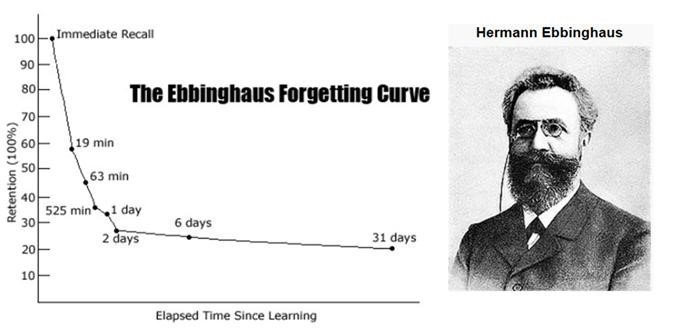 Hermann Ebbinghaus
The Ebbinghaus Forgetting Curve
Retention (100%)
100
90
80
70
60
50
40
30
20
10
Immediate Recall
19 min
63 min
525 min
1 day
2 days
6 days
31 days
Elapsed Time Since Learning